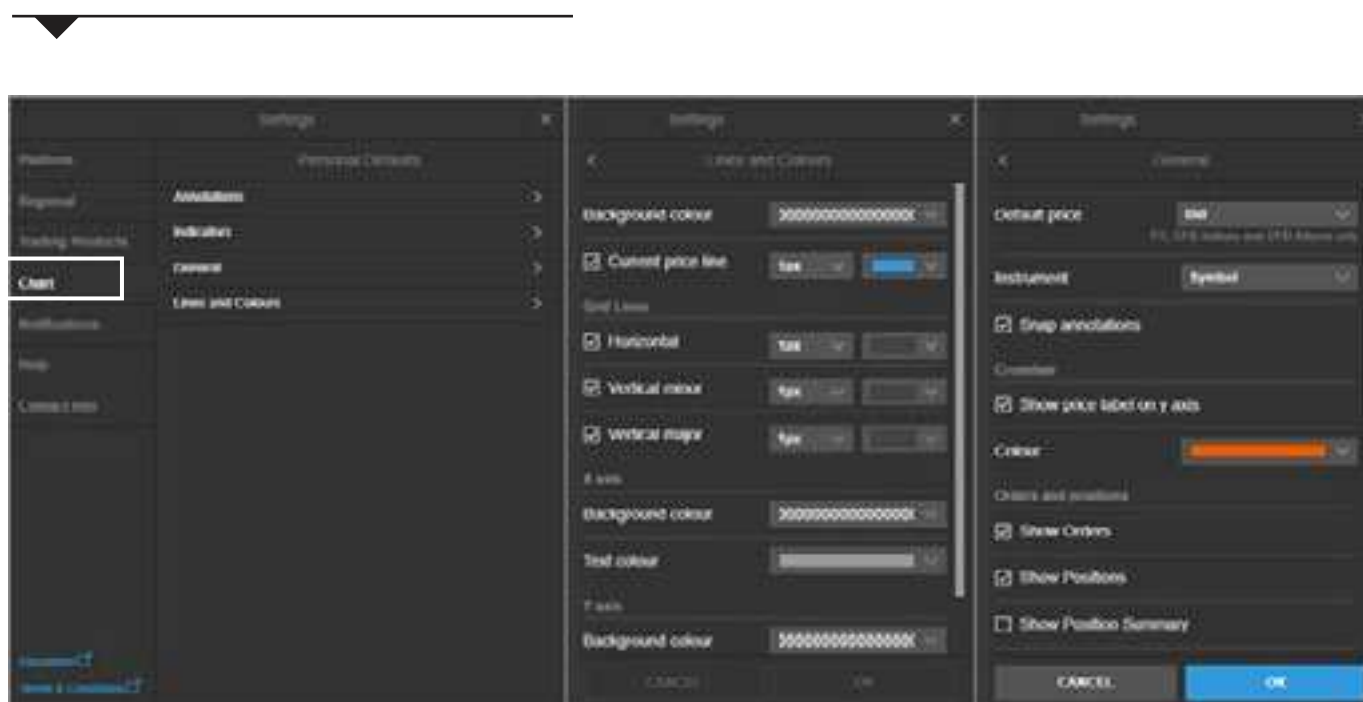 Settings
Personal Defaults
Platform
Regional
Trading Products
Chart
Notifications
Help
Contact Info
Annotations
Indicators
General
Lines and Colours
Terms & Conditions
Settings
Lines and Colours
Background colour
Current price line
1px
Grid Lines
Horizontal
1px
Vertical minor
1px
Vertical major
1px
X axis
Background colour
Text colour
Y axis
Background colour
CANCEL
OK
Settings
General
Default price
Bid
Instrument
Symbol
Snap annotations
Crosshair
Show price label on y axis
Colour
Orders and positions
Show Orders
Show Positions
Show Position Summary
CANCEL
OK